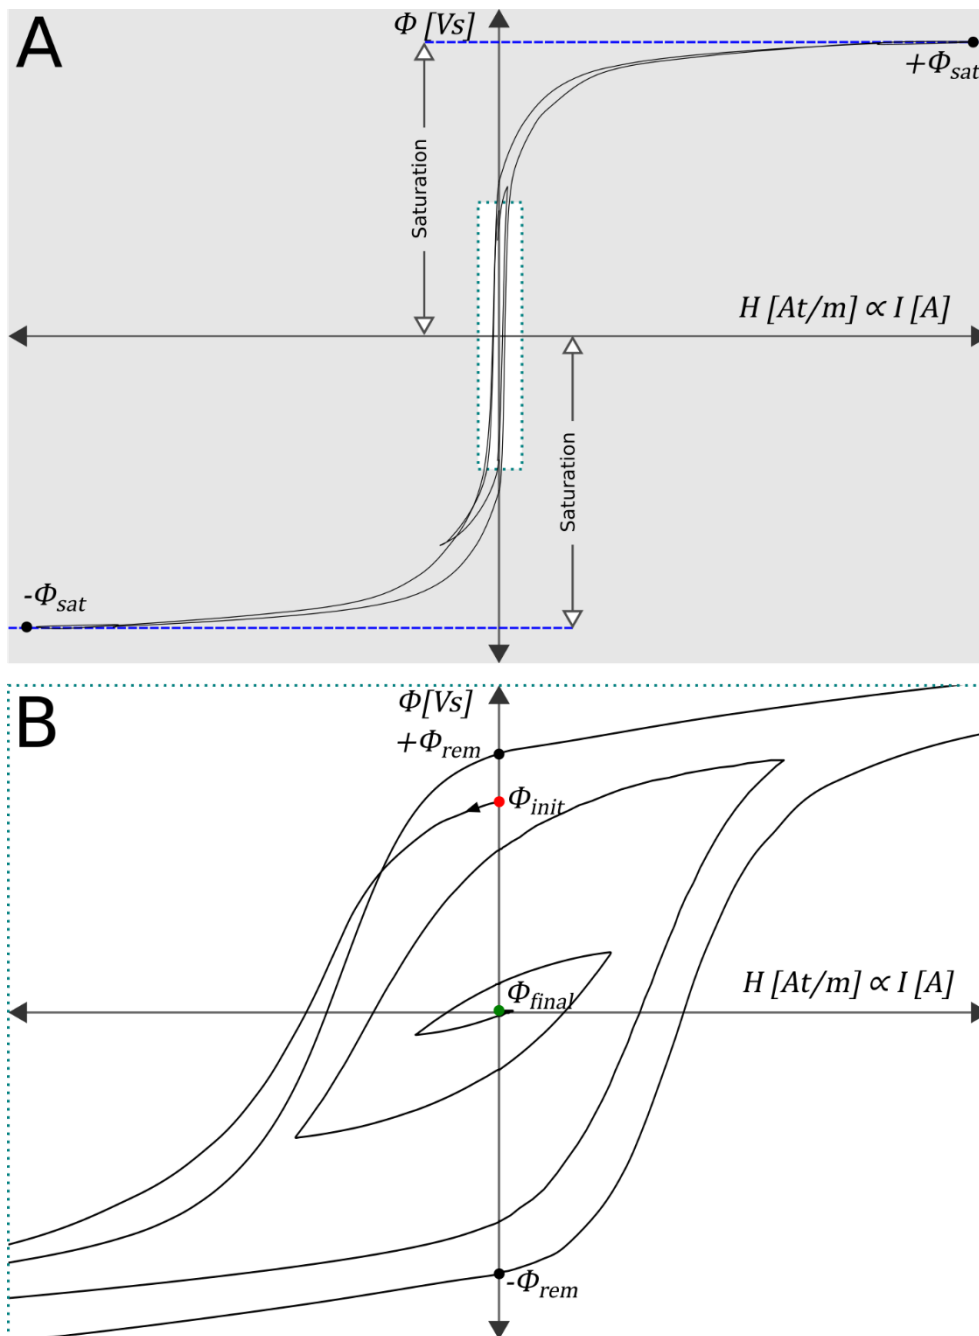 A
Φ [Vs]
+Φsat
Saturation
H [At/m] ∝ I [A]
Saturation
-Φsat
B
Φ[Vs]
+Φrem
Φinit
Φfinal
H [At/m] ∝ I [A]
-Φrem